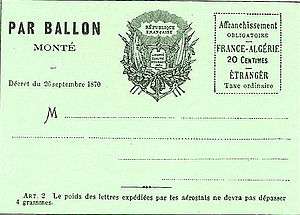 PAR BALLON
MONTÉ
Décret du 26 septembre 1870
RÉPUBLIQUE
FRANÇAISE
Affranchissement
OBLIGATOIRE
FRANCE-ALGÉRIE
20 CENTIMES
ÉTRANGER
Taxe ordinaire
M
ART. 2 Le poids des lettres expédiées par les aérostats ne devra pas dépasser
4 grammes.